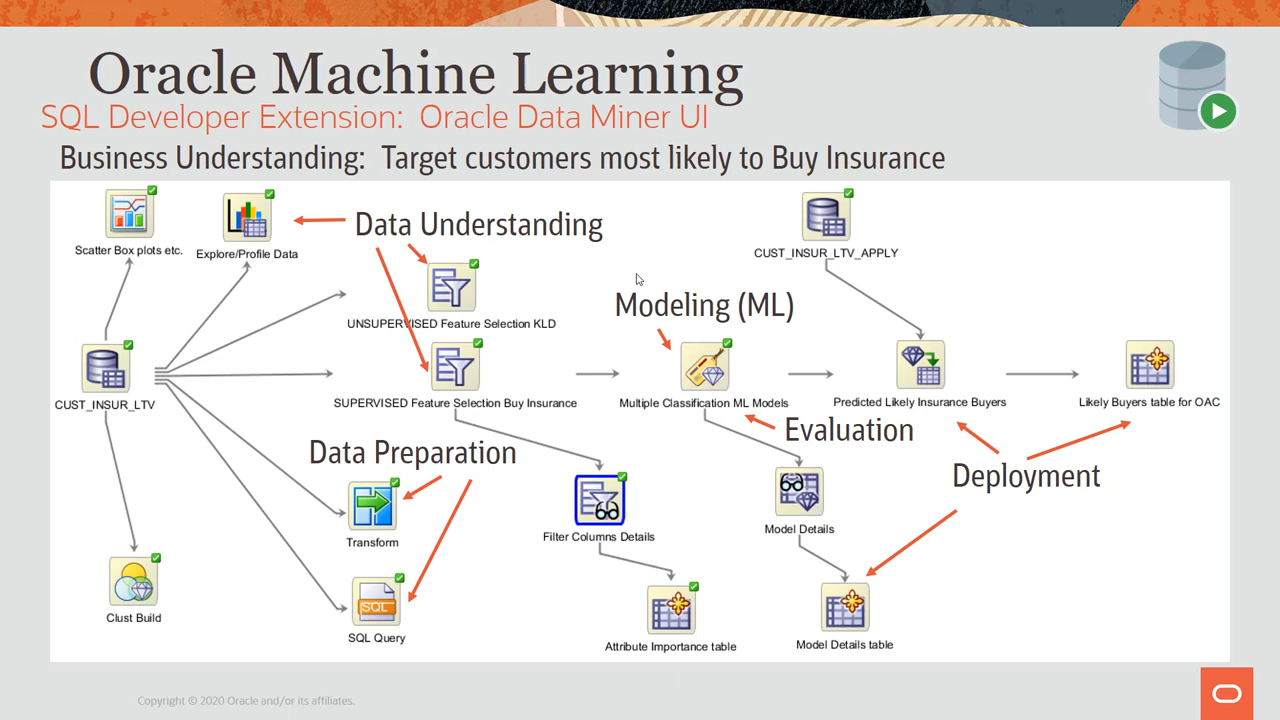 Oracle Machine Learning
SQL Developer Extension: Oracle Data Miner UI
Business Understanding: Target customers most likely to Buy Insurance
Scatter Box plots etc.
Explore/Profile Data
Data Understanding
CUST_INSUR_LTV_APPLY
UNSUPERVISED Feature Selection KLD
Modeling (ML)
CUST_INSUR_LTV
SUPERVISED Feature Selection Buy Insurance
Multiple Classification ML Models
Predicted Likely Insurance Buyers
Likely Buyers table for OAC
Evaluation
Data Preparation
Deployment
Transform
Filter Columns Details
Model Details
Clust Build
SQL
SQL Query
Attribute Importance table
Model Details table
Copyright © 2020 Oracle and/or its affiliates.